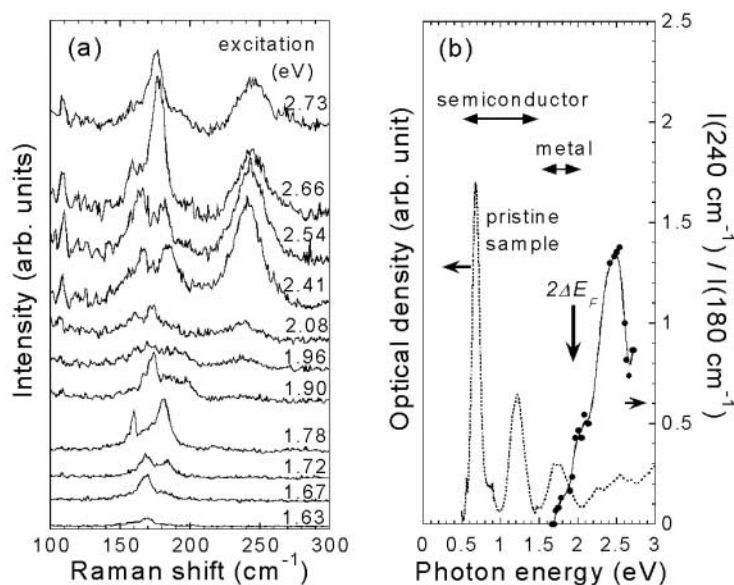 (a)
excitation
(eV)
2.73
2.66
2.54
2.41
2.08
1.96
1.90
1.78
1.72
1.67
1.63
Intensity (arb. units)
100 150 200 250 300
Raman shift (cm⁻¹)
(b)
semiconductor
metal
pristine
sample
2ΔE_F
Optical density (arb. unit)
2.5
2
1.5
1
0.5
0
I(240 cm⁻¹) / I(180 cm⁻¹)
0 0.5 1 1.5 2 2.5 3
Photon energy (eV)